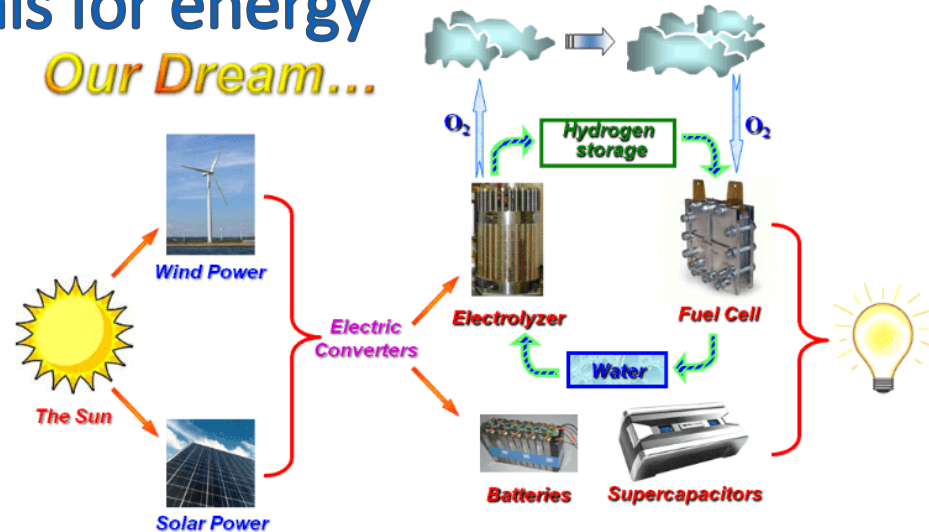 for energy
Our Dream...
O₂
Hydrogen
storage
O₂
Wind Power
Electrolyzer
Fuel Cell
Electric
Converters
Water
The Sun
Batteries
Supercapacitors
Solar Power